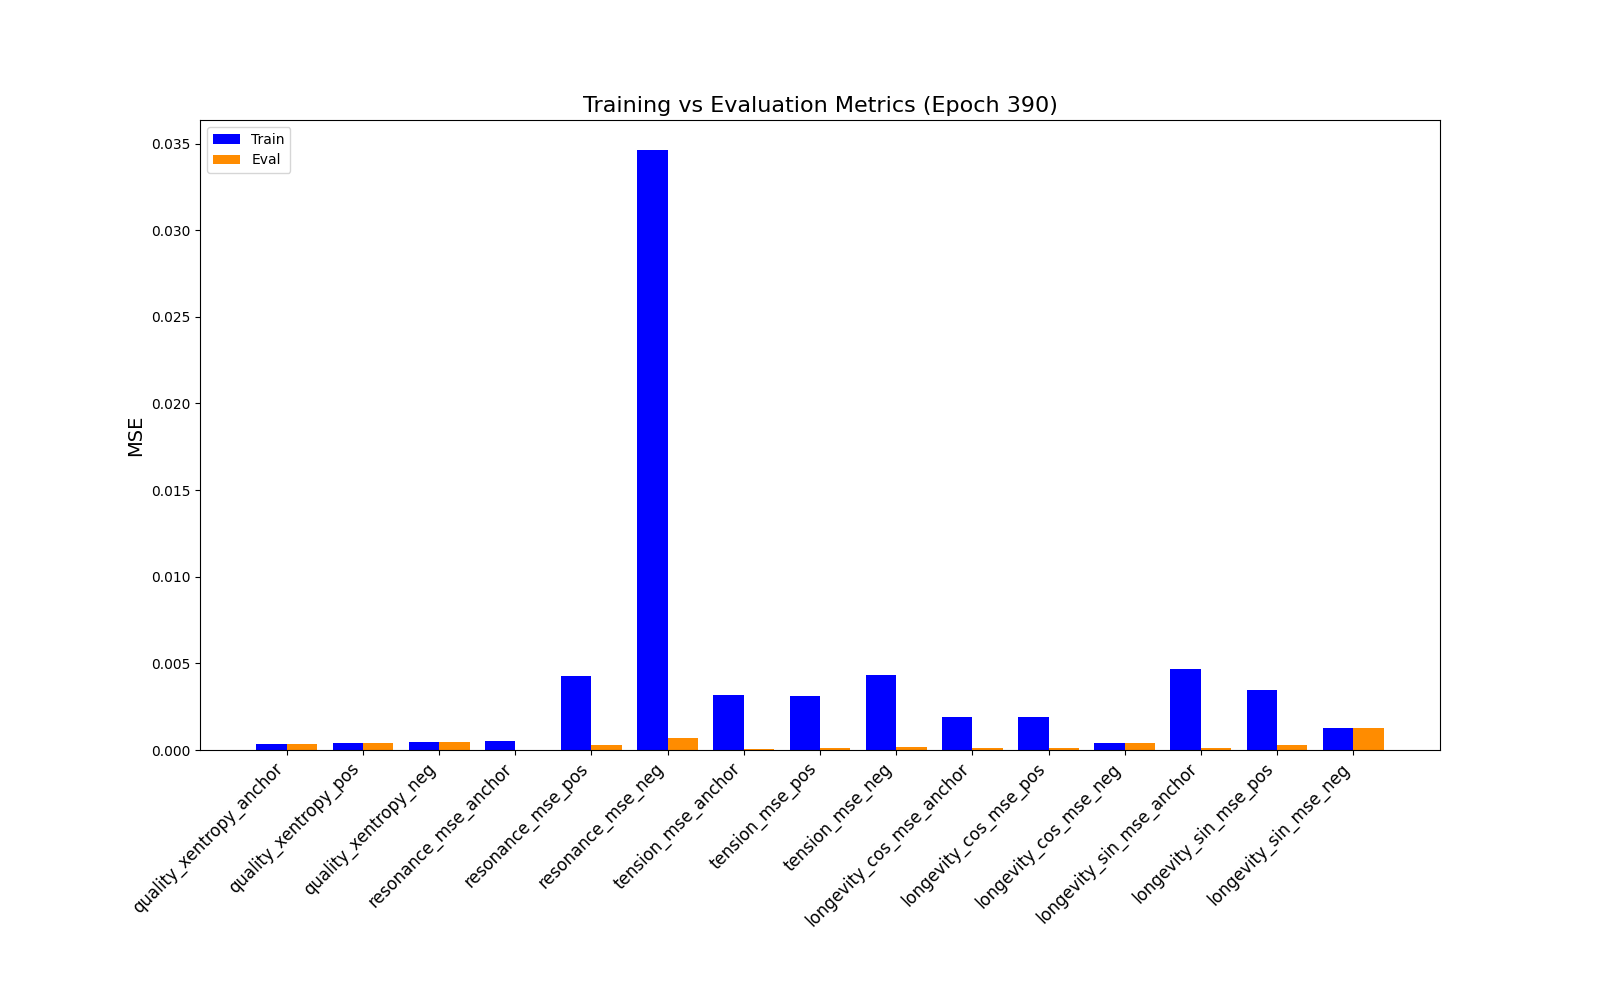 Training vs Evaluation Metrics (Epoch 390)
Train
Eval
MSE
0.035
0.030
0.025
0.020
0.015
0.010
0.005
0.000
quality_xentropy_anchor
quality_xentropy_pos
quality_xentropy_neg
resonance_mse_anchor
resonance_mse_pos
resonance_mse_neg
tension_mse_anchor
tension_mse_pos
tension_mse_neg
longevity_cos_mse_anchor
longevity_cos_mse_pos
longevity_cos_mse_neg
longevity_sin_mse_anchor
longevity_sin_mse_pos
longevity_sin_mse_neg